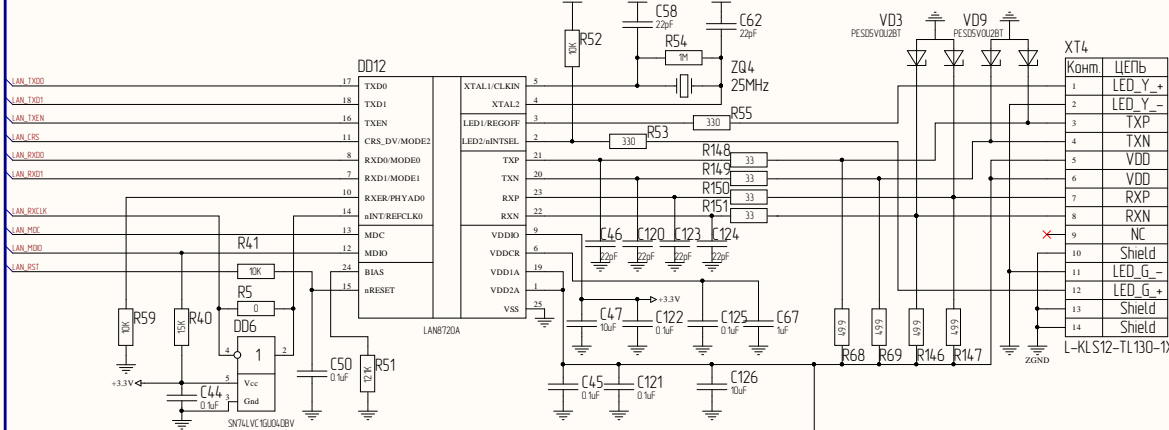 C58
22pF
C62
22pF
R52
10K
R54
1M
ZQ4
25MHz
VD3
PESD5V0U2BT
VD9
PESD5V0U2BT
XT4
Конт. ЦЕПЬ
1 LED_Y_+
2 LED_Y_-
3 TXP
4 TXN
5 VDD
6 VDD
7 RXP
8 RXN
9 NC
10 Shield
11 LED_G_-
12 LED_G_+
13 Shield
14 Shield
L-KLS12-TL130-1X
ZGND
DD12
LAN_TXD0 17 TXD0
LAN_TXD1 18 TXD1
LAN_TXEN 16 TXEN
LAN_CRS 11 CRS_DV/MODE2
LAN_RXD0 8 RXD0/MODE0
LAN_RXD1 7 RXD1/MODE1
10 RXER/PHYAD0
LAN_RXCLK 14 nINT/REFCLK0
LAN_MDC 13 MDC
LAN_MDIO 12 MDIO
LAN_RST 24 BIAS
15 nRESET
XTAL1/CLKIN 5
XTAL2 4
LED1/REGOFF 3
LED2/nINTSEL 2
TXP 21
TXN 20
RXP 23
RXN 22
VDDIO 9
VDDCR 6
VDD1A 19
VDD2A 1
VSS 25
LAN8720A
R55
330
R53
330
R148
33
R149
33
R150
33
R151
33
C46
22pF
C120
22pF
C123
22pF
C124
22pF
+3.3V
C47
10uF
C122
0.1uF
C125
0.1uF
C67
1uF
R68
49.9
R69
49.9
R146
49.9
R147
49.9
C45
0.1uF
C121
0.1uF
C126
10uF
R41
10K
R5
0
DD6
1
4 2
5 Vcc
3 Gnd
SN74LVC1GU04DBV
R59
10K
R40
15K
+3.3V
C44
0.1uF
C50
0.1uF
R51
12.1K